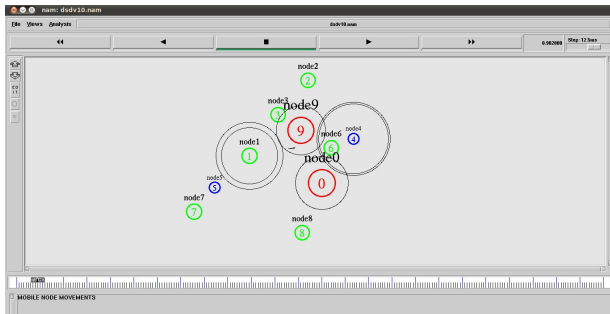 nam: dsdv10.nam
File Views Analysis dsdv10.nam
0.902000 Step: 12.5ms
node2
2
node3
3
node9
9
node4
4
node6
6
node1
1
node0
0
node5
5
node7
7
node8
8
MOBILE NODE MOVEMENTS